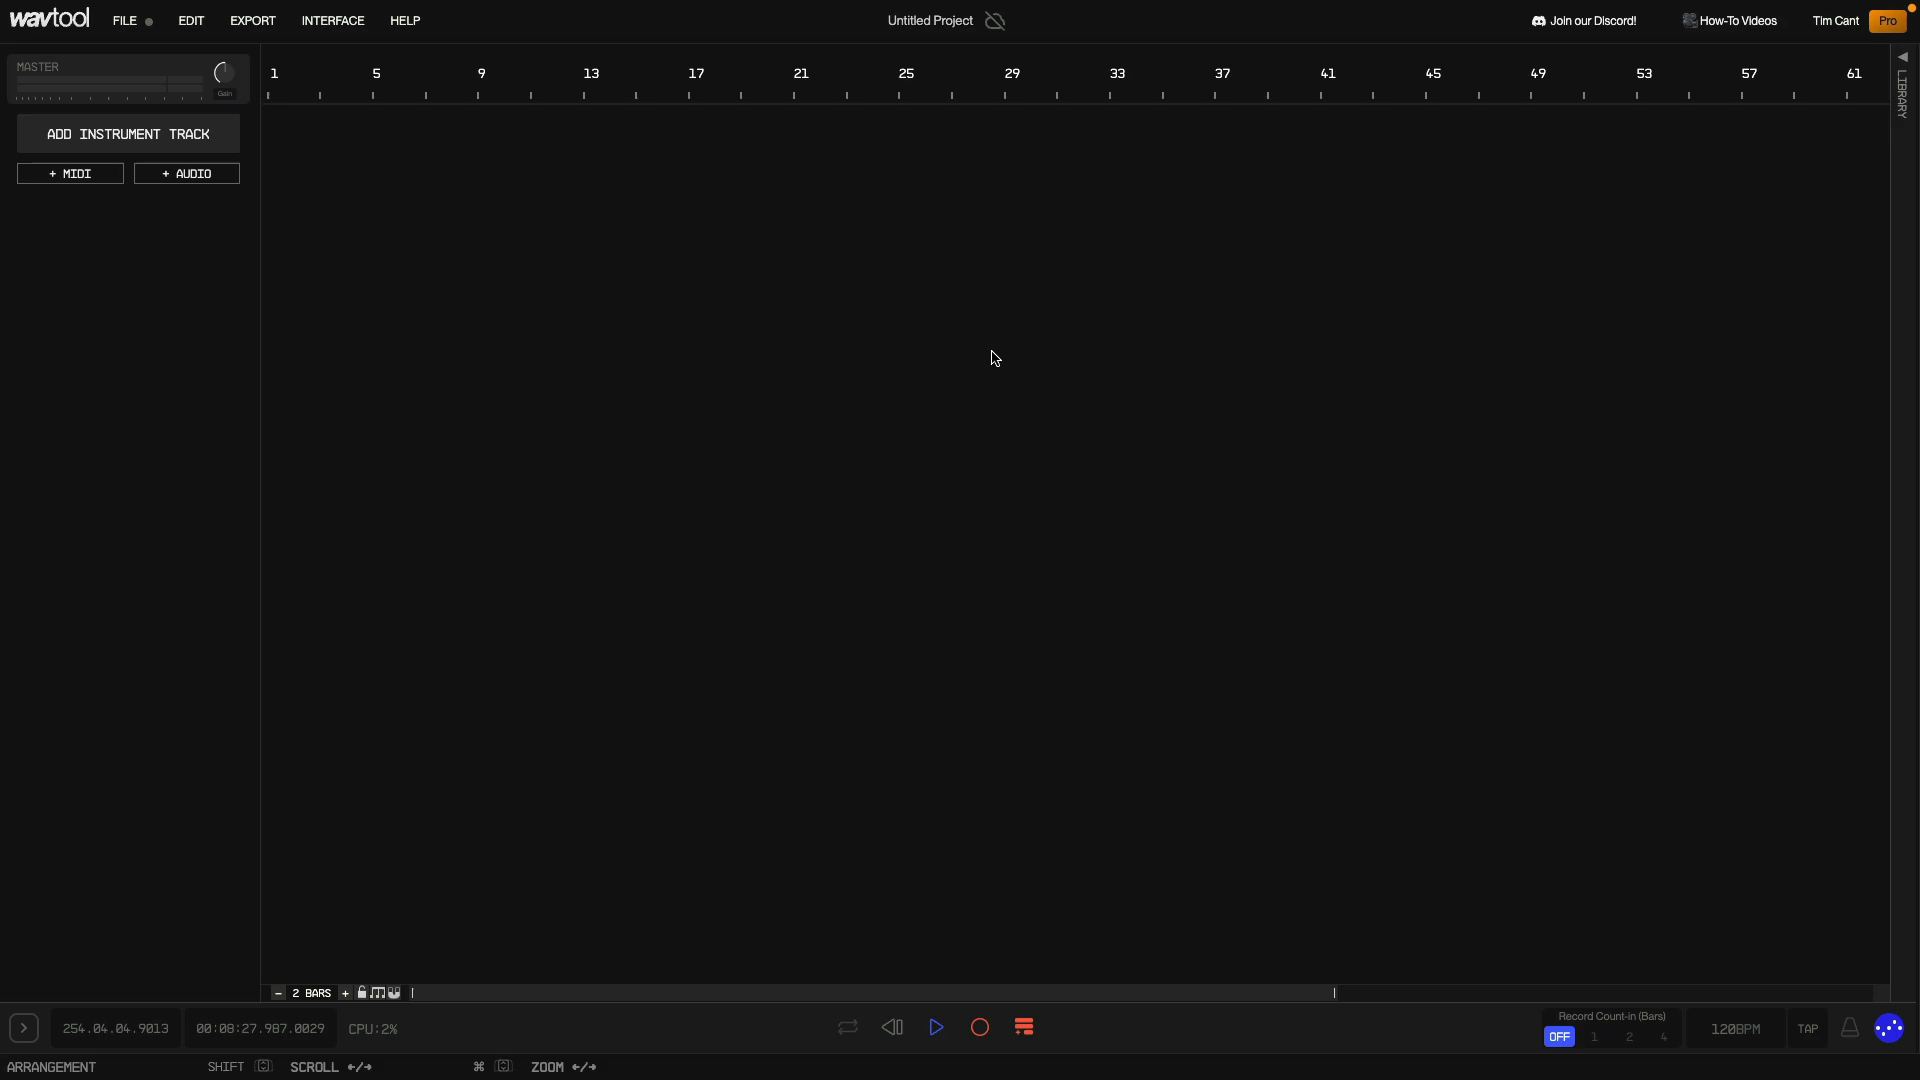 wavtool FILE EDIT EXPORT INTERFACE HELP Untitled Project Join our Discord! How-To Videos Tim Cant Pro
MASTER
Gain
1 5 9 13 17 21 25 29 33 37 41 45 49 53 57 61
LIBRARY
ADD INSTRUMENT TRACK
+ MIDI + AUDIO
- 2 BARS +
254.04.04.9013 00:08:27.987.0029 CPU:2%
Record Count-in (Bars)
OFF 1 2 4
120BPM TAP
ARRANGEMENT SHIFT SCROLL ←/→ ⌘ ZOOM ←/→